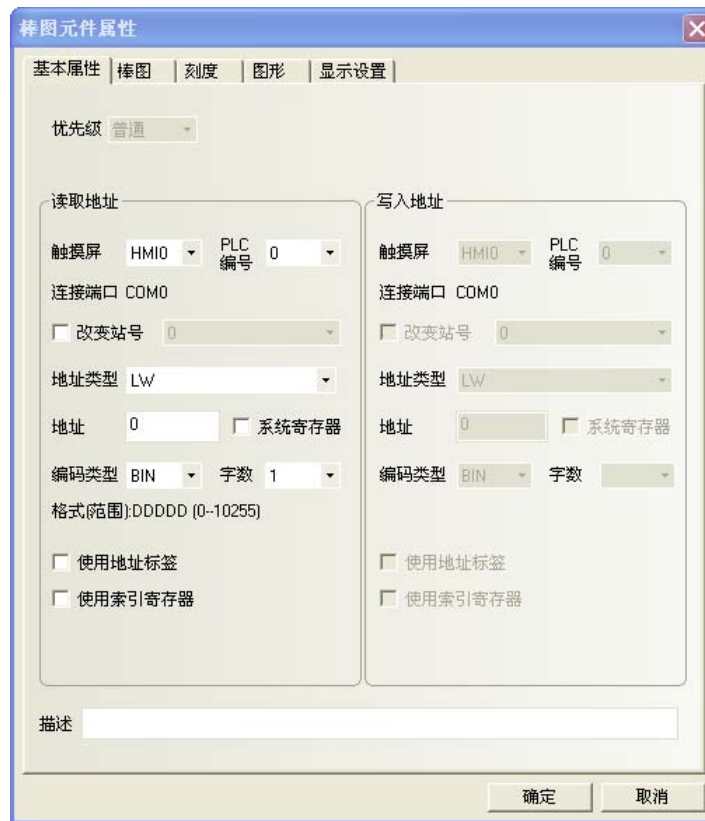 棒图元件属性
基本属性 棒图 刻度 图形 显示设置
优先级 普通
读取地址
触摸屏 HMI0 PLC编号 0
连接端口 COM0
改变站号 0
地址类型 LW
地址 0 系统寄存器
编码类型 BIN 字数 1
格式(范围):DDDDD (0--10255)
使用地址标签
使用索引寄存器
写入地址
触摸屏 HMI0 PLC编号 0
连接端口 COM0
改变站号 0
地址类型 LW
地址 0 系统寄存器
编码类型 BIN 字数
使用地址标签
使用索引寄存器
描述
确定 取消